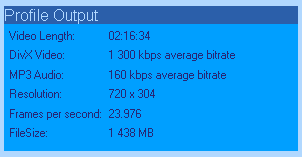 Profile Output
Video Length: 02:16:34
DivX Video: 1 300 kbps average bitrate
MP3 Audio: 160 kbps average bitrate
Resolution: 720 x 304
Frames per second: 23.976
FileSize: 1 438 MB